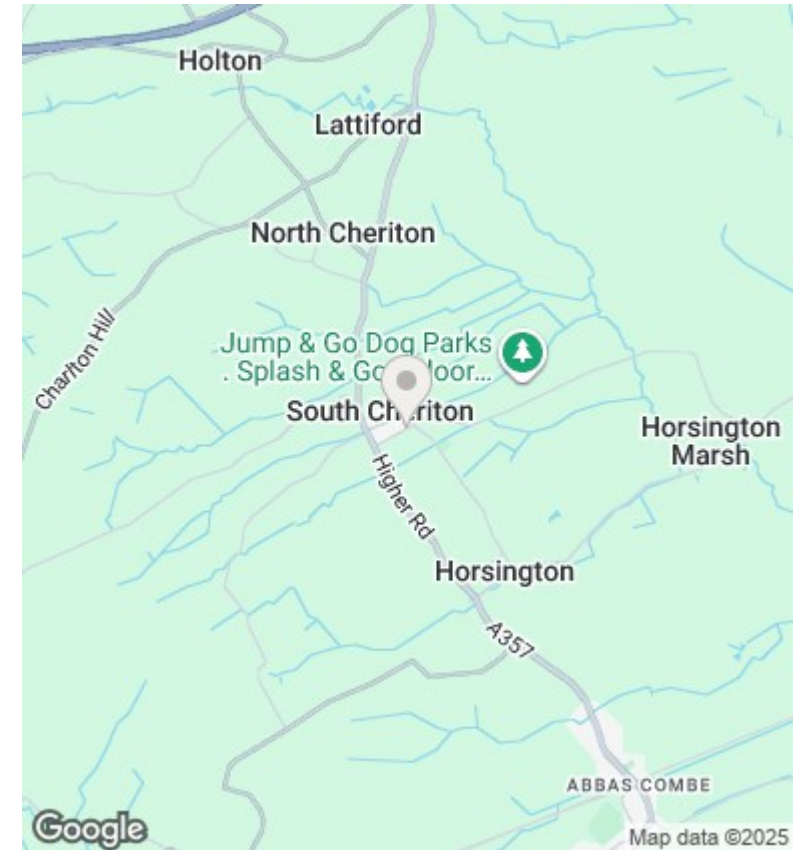 Holton
Lattiford
North Cheriton
Charlton Hill
Jump & Go Dog Parks
. Splash & Go
South Cheriton
Horsington
Marsh
Higher Rd
Horsington
A357
ABBAS COMBE
Google
Map data ©2025